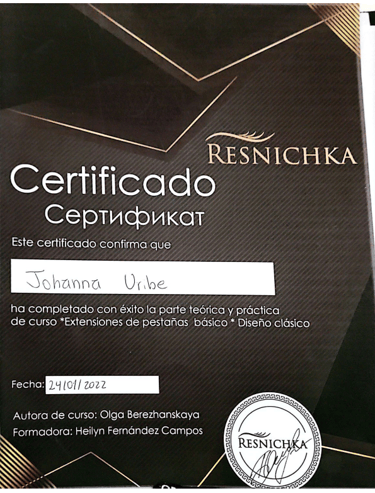 RESNICHKA
Certificado
Сертификат
Este certificado confirma que
Johanna Uribe
ha completado con éxito la parte teórica y práctica
de curso *Extensiones de pestañas básico * Diseño clásico
Fecha: 24/01/2022
Autora de curso: Olga Berezhanskaya
Formadora: Heilyn Fernández Campos
RESNICHKA